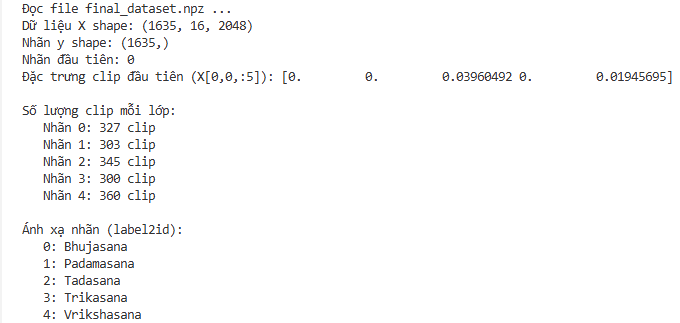 Đọc file final_dataset.npz ...
Dữ liệu X shape: (1635, 16, 2048)
Nhãn y shape: (1635,)
Nhãn đầu tiên: 0
Đặc trưng clip đầu tiên (X[0,0,:5]): [0.         0.         0.03960492 0.         0.01945695]
Số lượng clip mỗi lớp:
Nhãn 0: 327 clip
Nhãn 1: 303 clip
Nhãn 2: 345 clip
Nhãn 3: 300 clip
Nhãn 4: 360 clip
Ánh xạ nhãn (label2id):
0: Bhujasana
1: Padamasana
2: Tadasana
3: Trikasana
4: Vrikshasana